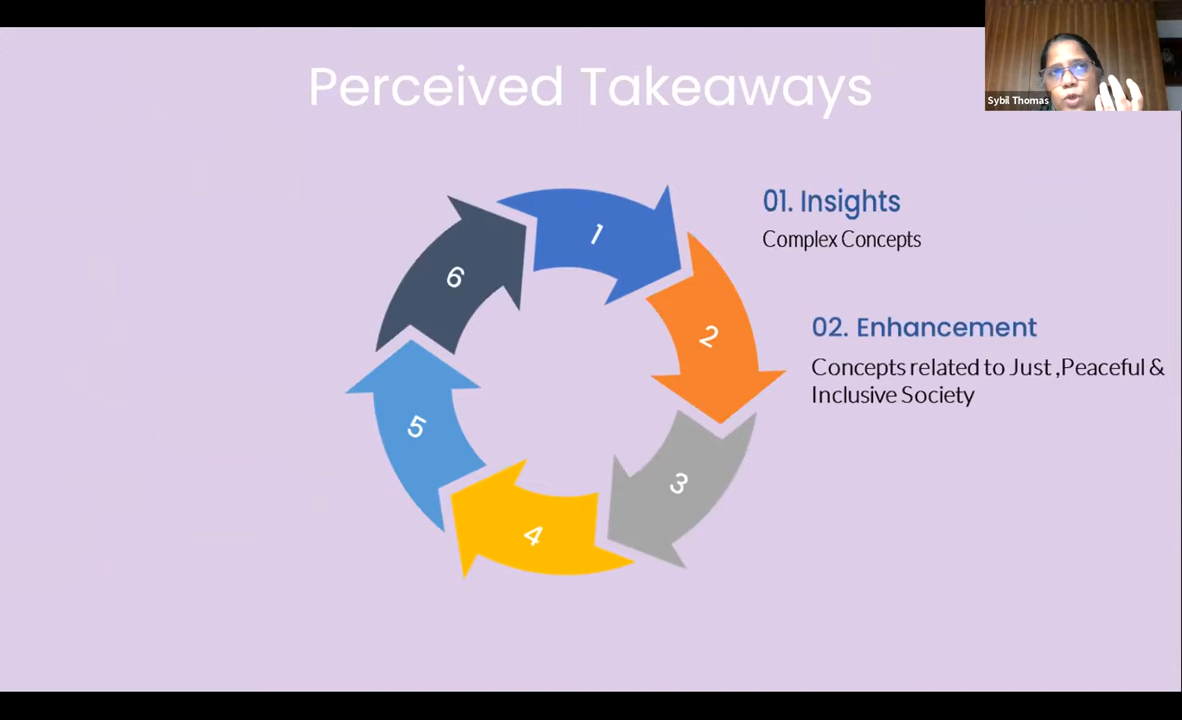 Perceived Takeaways
Sybil Thomas
01. Insights
Complex Concepts
02. Enhancement
Concepts related to Just ,Peaceful &
Inclusive Society
1
2
3
4
5
6